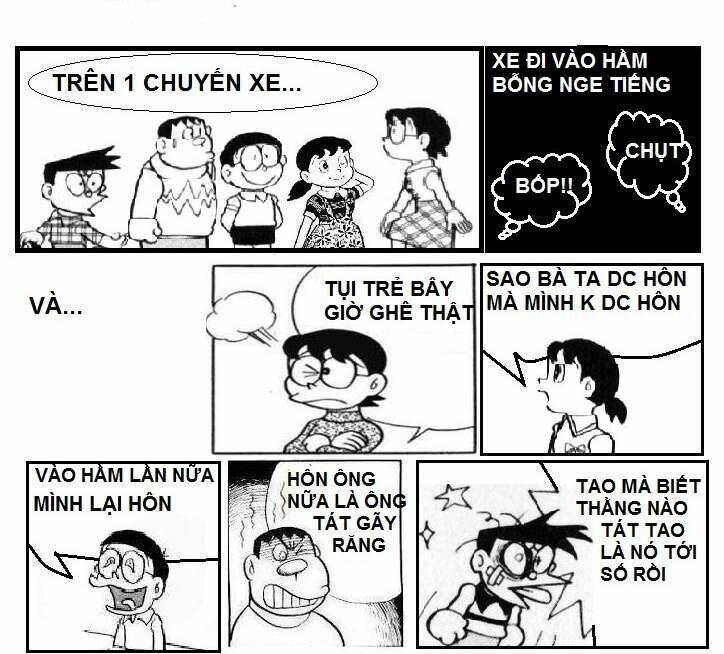 TRÊN 1 CHUYẾN XE...
XE ĐI VÀO HẦM
BỖNG NGE TIẾNG
CHỤT
BỐP!!
VÀ...
TỤI TRẺ BÂY
GIỜ GHÊ THẬT
SAO BÀ TA DC HÔN
MÀ MÌNH K DC HÔN
VÀO HẦM LẦN NỮA
MÌNH LẠI HÔN
HÔN ÔNG
NỮA LÀ ÔNG
TÁT GÃY
RĂNG
TAO MÀ BIẾT
THẰNG NÀO
TÁT TAO
LÀ NÓ TỚI
SỐ RỒI